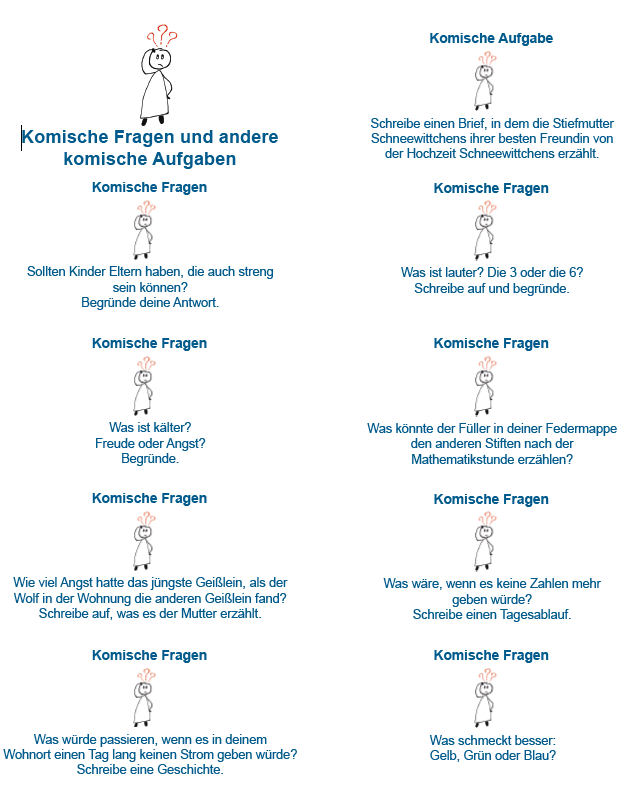 Komische Fragen und andere
komische Aufgaben
Komische Aufgabe
Schreibe einen Brief, in dem die Stiefmutter
Schneewittchens ihrer besten Freundin von
der Hochzeit Schneewittchens erzählt.
Komische Fragen
Sollten Kinder Eltern haben, die auch streng
sein können?
Begründe deine Antwort.
Komische Fragen
Was ist lauter? Die 3 oder die 6?
Schreibe auf und begründe.
Komische Fragen
Was ist kälter?
Freude oder Angst?
Begründe.
Komische Fragen
Was könnte der Füller in deiner Federmappe
den anderen Stiften nach der
Mathematikstunde erzählen?
Komische Fragen
Wie viel Angst hatte das jüngste Geißlein, als der
Wolf in der Wohnung die anderen Geißlein fand?
Schreibe auf, was es der Mutter erzählt.
Komische Fragen
Was wäre, wenn es keine Zahlen mehr
geben würde?
Schreibe einen Tagesablauf.
Komische Fragen
Was würde passieren, wenn es in deinem
Wohnort einen Tag lang keinen Strom geben würde?
Schreibe eine Geschichte.
Komische Fragen
Was schmeckt besser:
Gelb, Grün oder Blau?